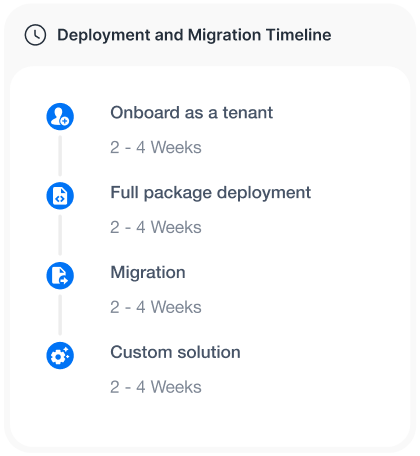 Deployment and Migration Timeline
Onboard as a tenant
2 - 4 Weeks
Full package deployment
2 - 4 Weeks
Migration
2 - 4 Weeks
Custom solution
2 - 4 Weeks